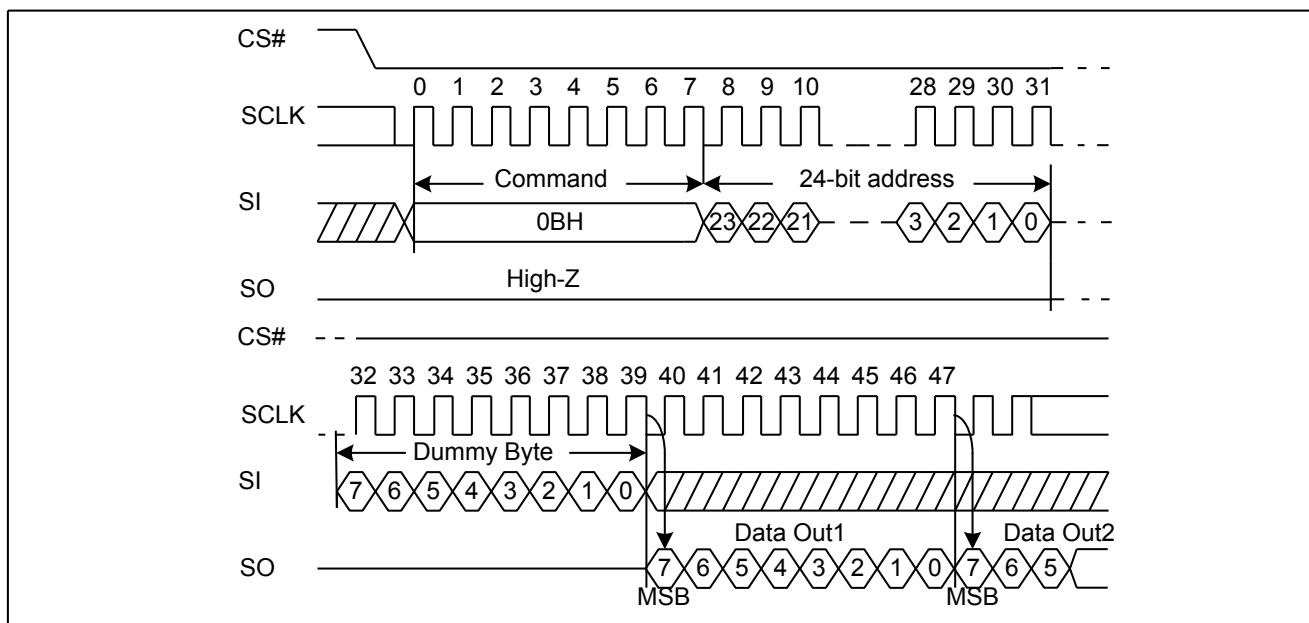 CS#
0 1 2 3 4 5 6 7 8 9 10 28 29 30 31
SCLK
Command 24-bit address
SI
0BH 23 22 21 3 2 1 0
High-Z
SO
CS#
32 33 34 35 36 37 38 39 40 41 42 43 44 45 46 47
SCLK
Dummy Byte
SI
7 6 5 4 3 2 1 0
Data Out1 Data Out2
SO
7 6 5 4 3 2 1 0 7 6 5
MSB MSB